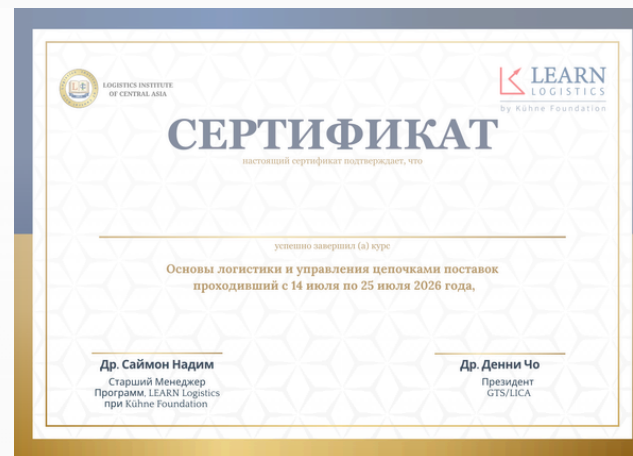 LOGISTICS INSTITUTE
OF CENTRAL ASIA
LEARN
LOGISTICS
by Kühne Foundation
СЕРТИФИКАТ
настоящий сертификат подтверждает, что
успешно завершил (а) курс
Основы логистики и управления цепочками поставок
проходивший с 14 июля по 25 июля 2026 года,
Др. Саймон Надим
Старший Менеджер
Программ, LEARN Logistics
при Kühne Foundation
Др. Денни Чо
Президент
GTS/LICA